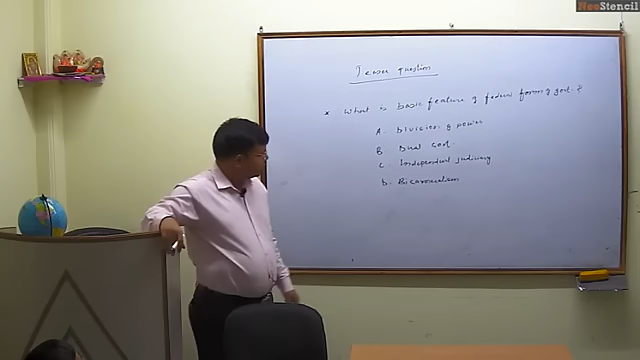 NeoStencil
Teaser question
* What is basic feature of federal form of govt. ?
A. Division of power
B Dual Govt.
C. Independent judiciary
D. Bicameralism